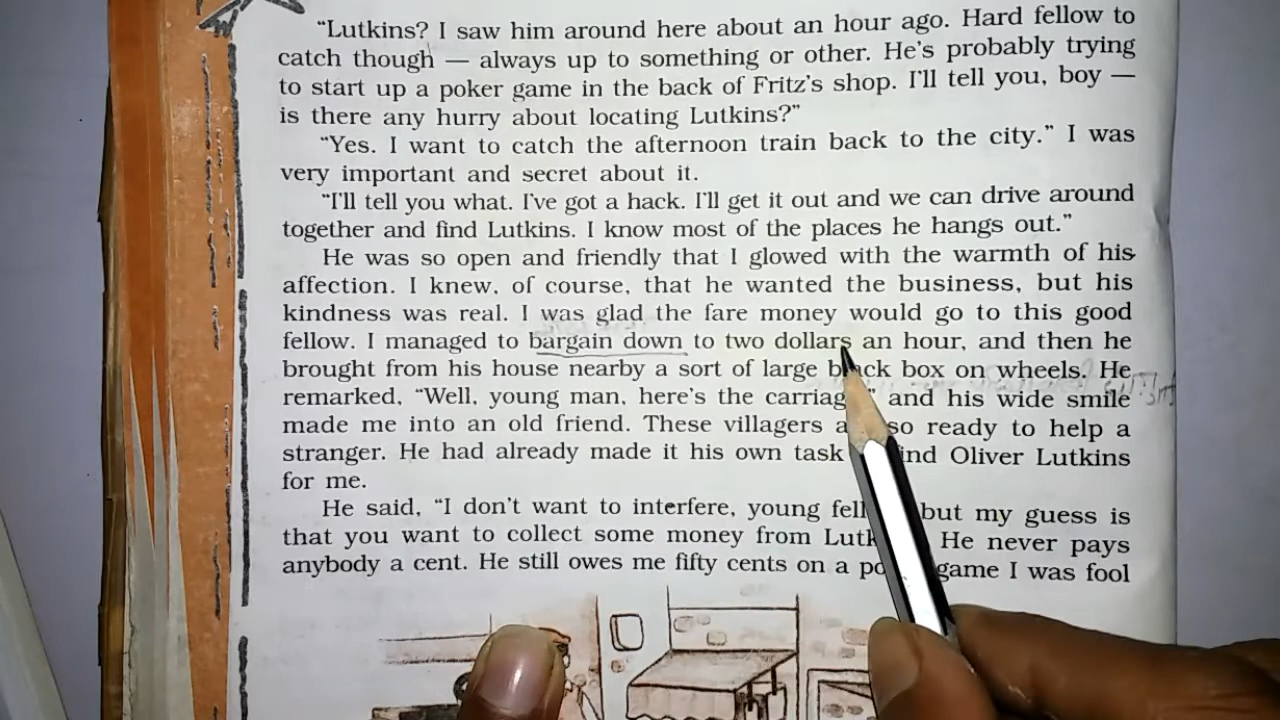 “Lutkins? I saw him around here about an hour ago. Hard fellow to
catch though — always up to something or other. He’s probably trying
to start up a poker game in the back of Fritz’s shop. I’ll tell you, boy —
is there any hurry about locating Lutkins?”
“Yes. I want to catch the afternoon train back to the city.” I was
very important and secret about it.
“I’ll tell you what. I’ve got a hack. I’ll get it out and we can drive around
together and find Lutkins. I know most of the places he hangs out.”
He was so open and friendly that I glowed with the warmth of his
affection. I knew, of course, that he wanted the business, but his
kindness was real. I was glad the fare money would go to this good
fellow. I managed to bargain down to two dollars an hour, and then he
brought from his house nearby a sort of large black box on wheels. He
remarked, “Well, young man, here’s the carriage” and his wide smile
made me into an old friend. These villagers so ready to help a
stranger. He had already made it his own task Oliver Lutkins
for me.
He said, “I don’t want to interfere, young but my guess is
that you want to collect some money from He never pays
anybody a cent. He still owes me fifty cents on a game I was fool